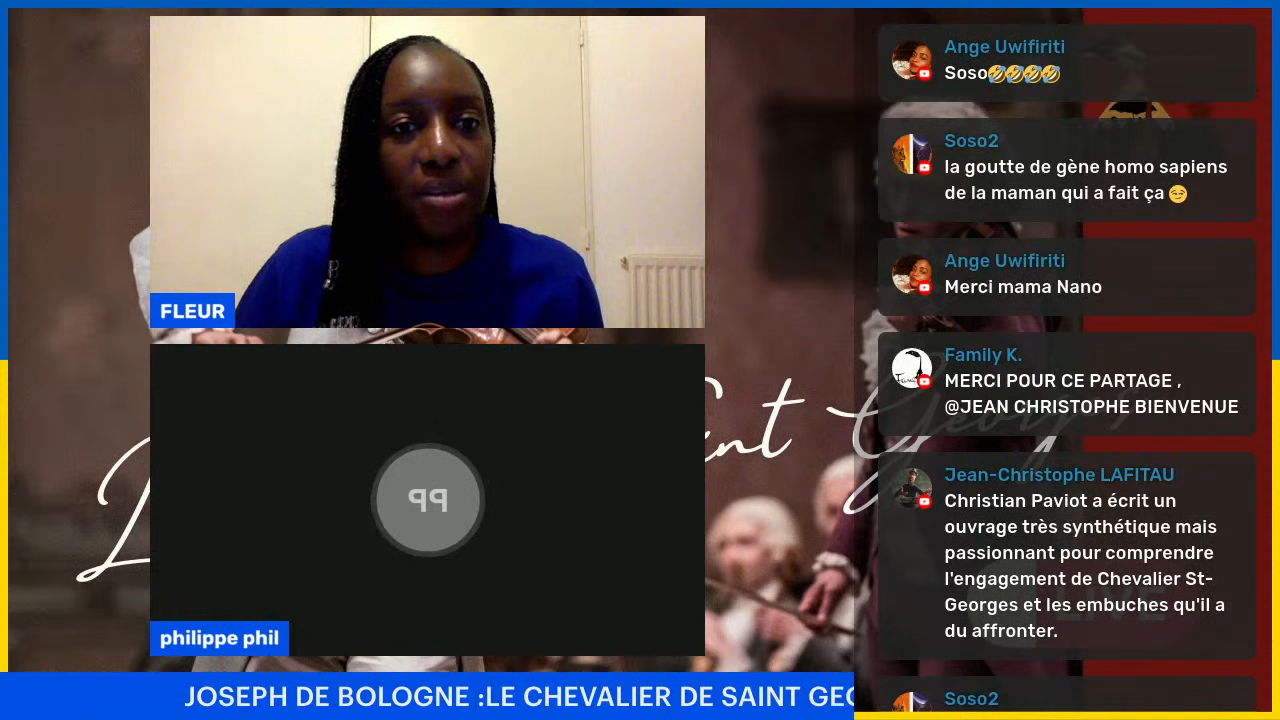 FLEUR
philippe phil
JOSEPH DE BOLOGNE :LE CHEVALIER DE SAINT GEO
Ange Uwifiriti
Soso🤣🤣🤣🤣
Soso2
la goutte de gène homo sapiens
de la maman qui a fait ça 😏
Ange Uwifiriti
Merci mama Nano
Family K.
MERCI POUR CE PARTAGE ,
@JEAN CHRISTOPHE BIENVENUE
Jean-Christophe LAFITAU
Christian Paviot a écrit un
ouvrage très synthétique mais
passionnant pour comprendre
l'engagement de Chevalier St-
Georges et les embuches qu'il a
du affronter.
LIVE
Soso2